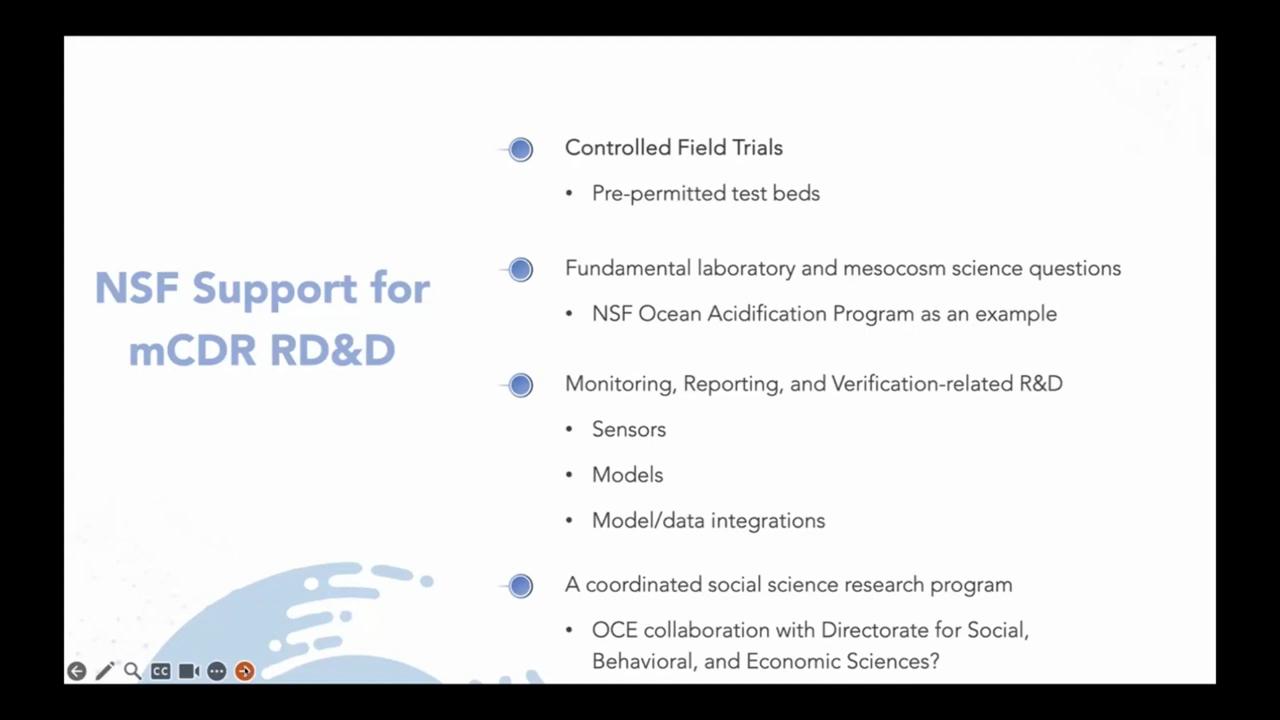 NSF Support for
mCDR RD&D
Controlled Field Trials
• Pre-permitted test beds
Fundamental laboratory and mesocosm science questions
• NSF Ocean Acidification Program as an example
Monitoring, Reporting, and Verification-related R&D
• Sensors
• Models
• Model/data integrations
A coordinated social science research program
• OCE collaboration with Directorate for Social,
Behavioral, and Economic Sciences?
CC